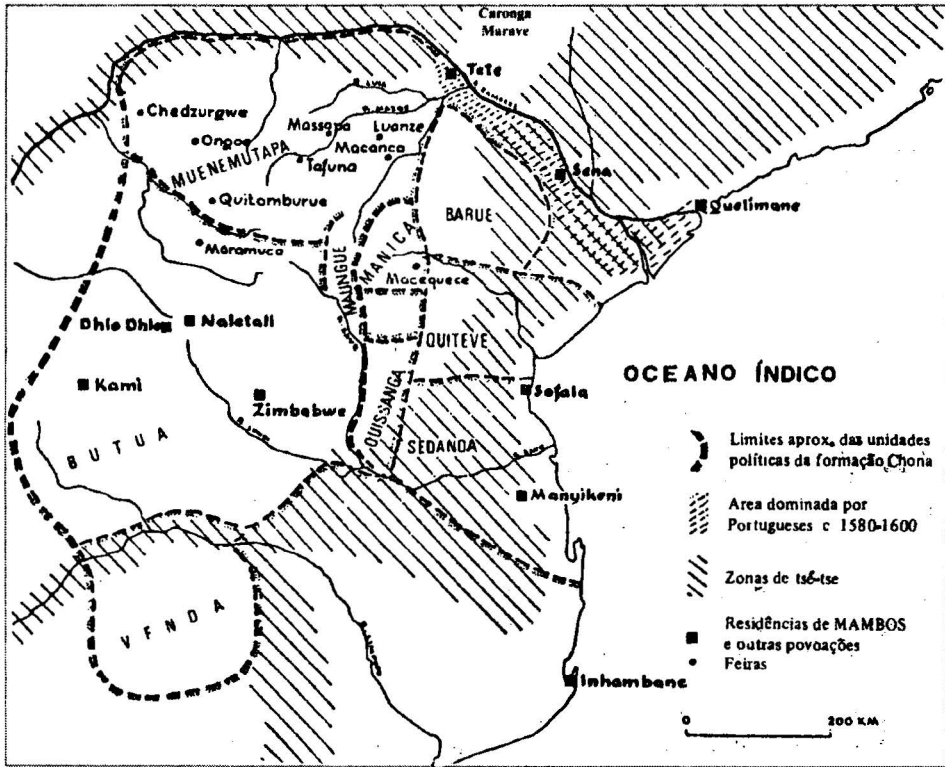 Caronga
Marave
Tete
Chedzurgwe
Ongoe
Massapa
Luanze
Macanca
Tafuna
MUENEMUTAPA
Quitamburue
Maramuca
BARUE
Sena
Quelimane
MANICA
MAUNGUE
Macequece
Dhlo Dhlo
Naletali
QUITEVE
Kami
Zimbabwe
QUISSANGA
Sofala
BUTUA
SEDANDA
Manyikeni
VENDA
Inhambane
OCEANO ÍNDICO
Limites aprox. das unidades
políticas da formação Chona
Area dominada por
Portugueses c 1580-1600
Zonas de tsé-tse
Residências de MAMBOS
e outras povoações
Feiras
0 200 KM